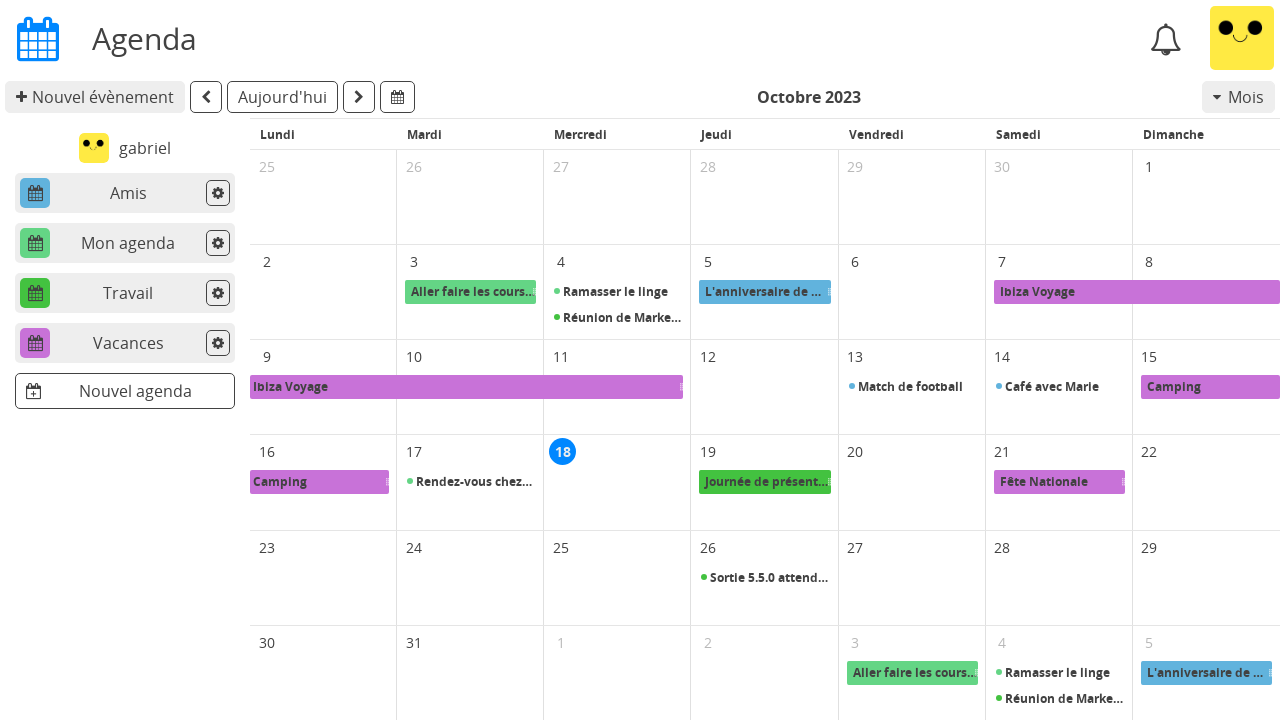 Agenda
Nouvel évènement
Aujourd'hui
Octobre 2023
Mois
gabriel
Amis
Mon agenda
Travail
Vacances
Nouvel agenda
Lundi Mardi Mercredi Jeudi Vendredi Samedi Dimanche
25 26 27 28 29 30 1
2 3 4 5 6 7 8
Aller faire les cours... Ramasser le linge L'anniversaire de ... Ibiza Voyage
Réunion de Marke...
9 10 11 12 13 14 15
Ibiza Voyage Match de football Café avec Marie Camping
16 17 18 19 20 21 22
Camping Rendez-vous chez... Journée de présent... Fête Nationale
23 24 25 26 27 28 29
Sortie 5.5.0 attend...
30 31 1 2 3 4 5
Aller faire les cours... Ramasser le linge L'anniversaire de ...
Réunion de Marke...